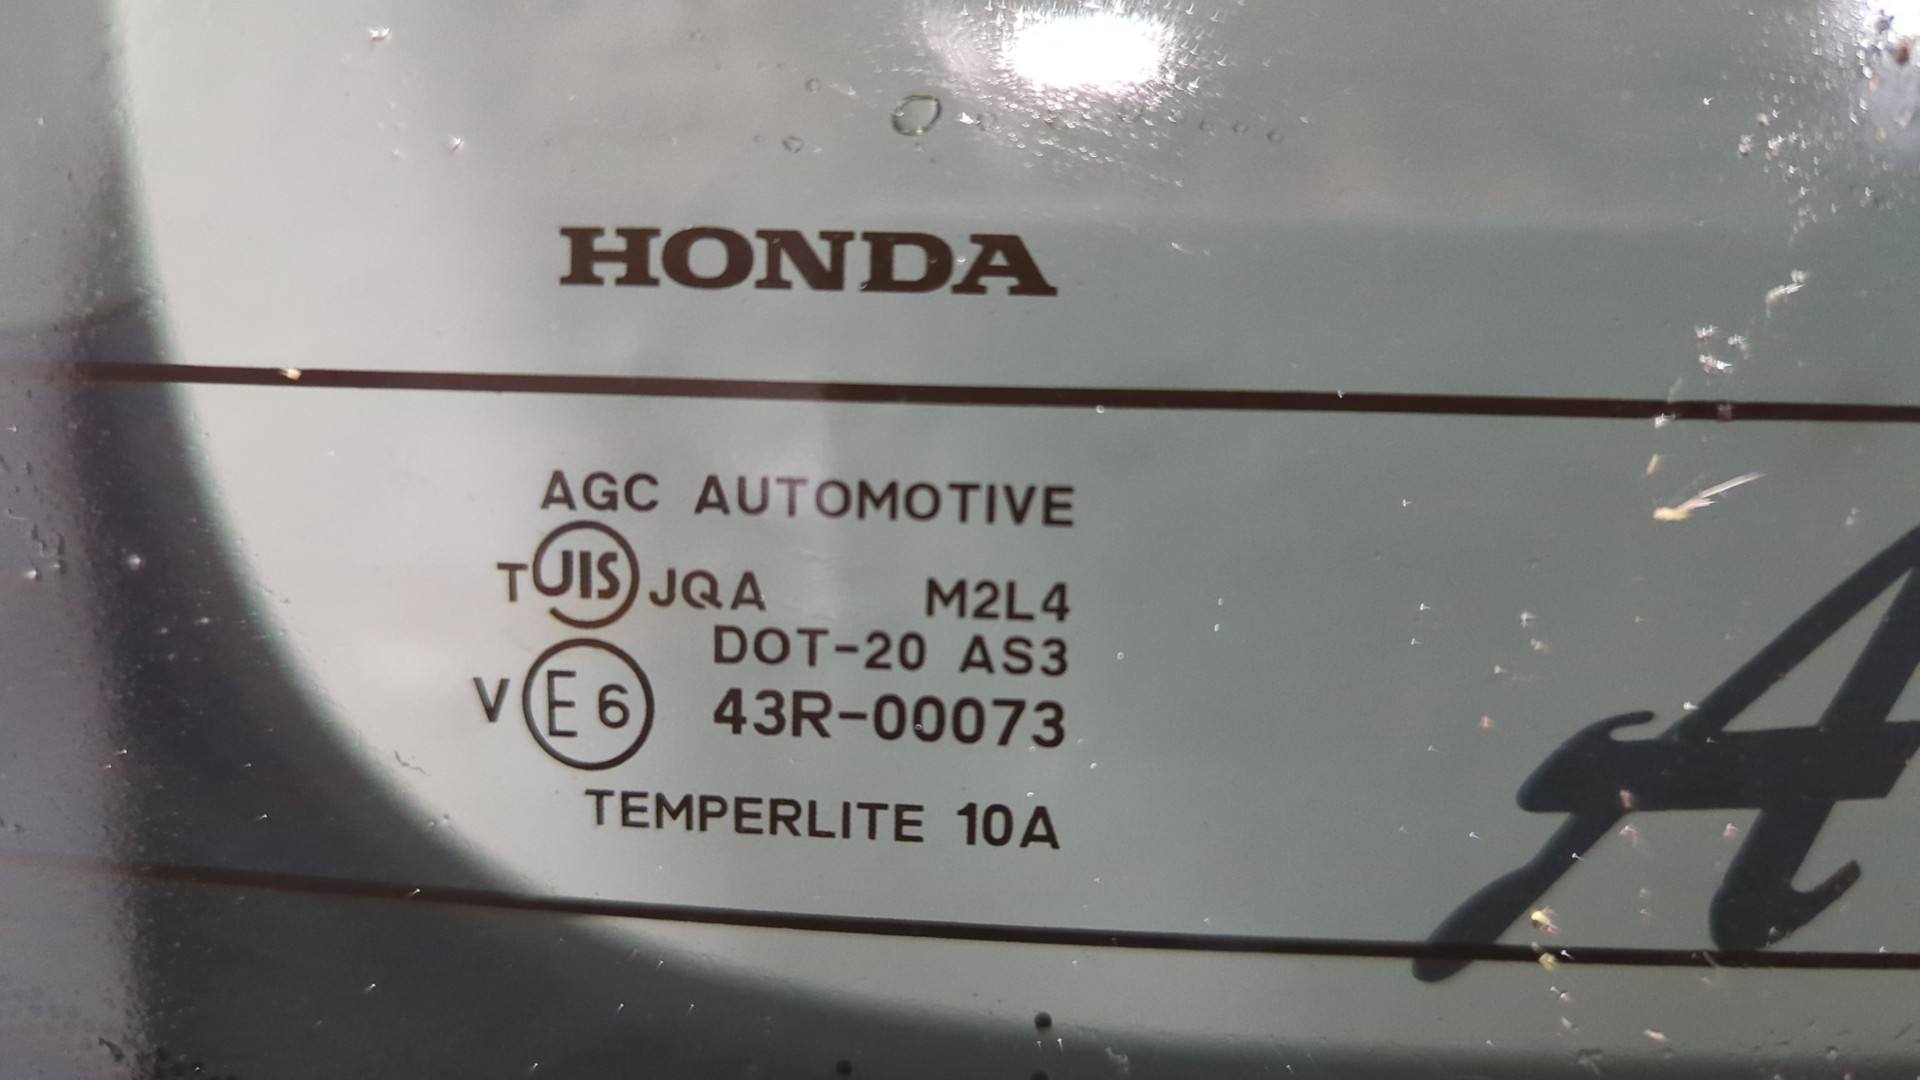 HONDA
AGC AUTOMOTIVE
T JIS JQA M2L4
DOT-20 AS3
V E6 43R-00073
TEMPERLITE 10A
A